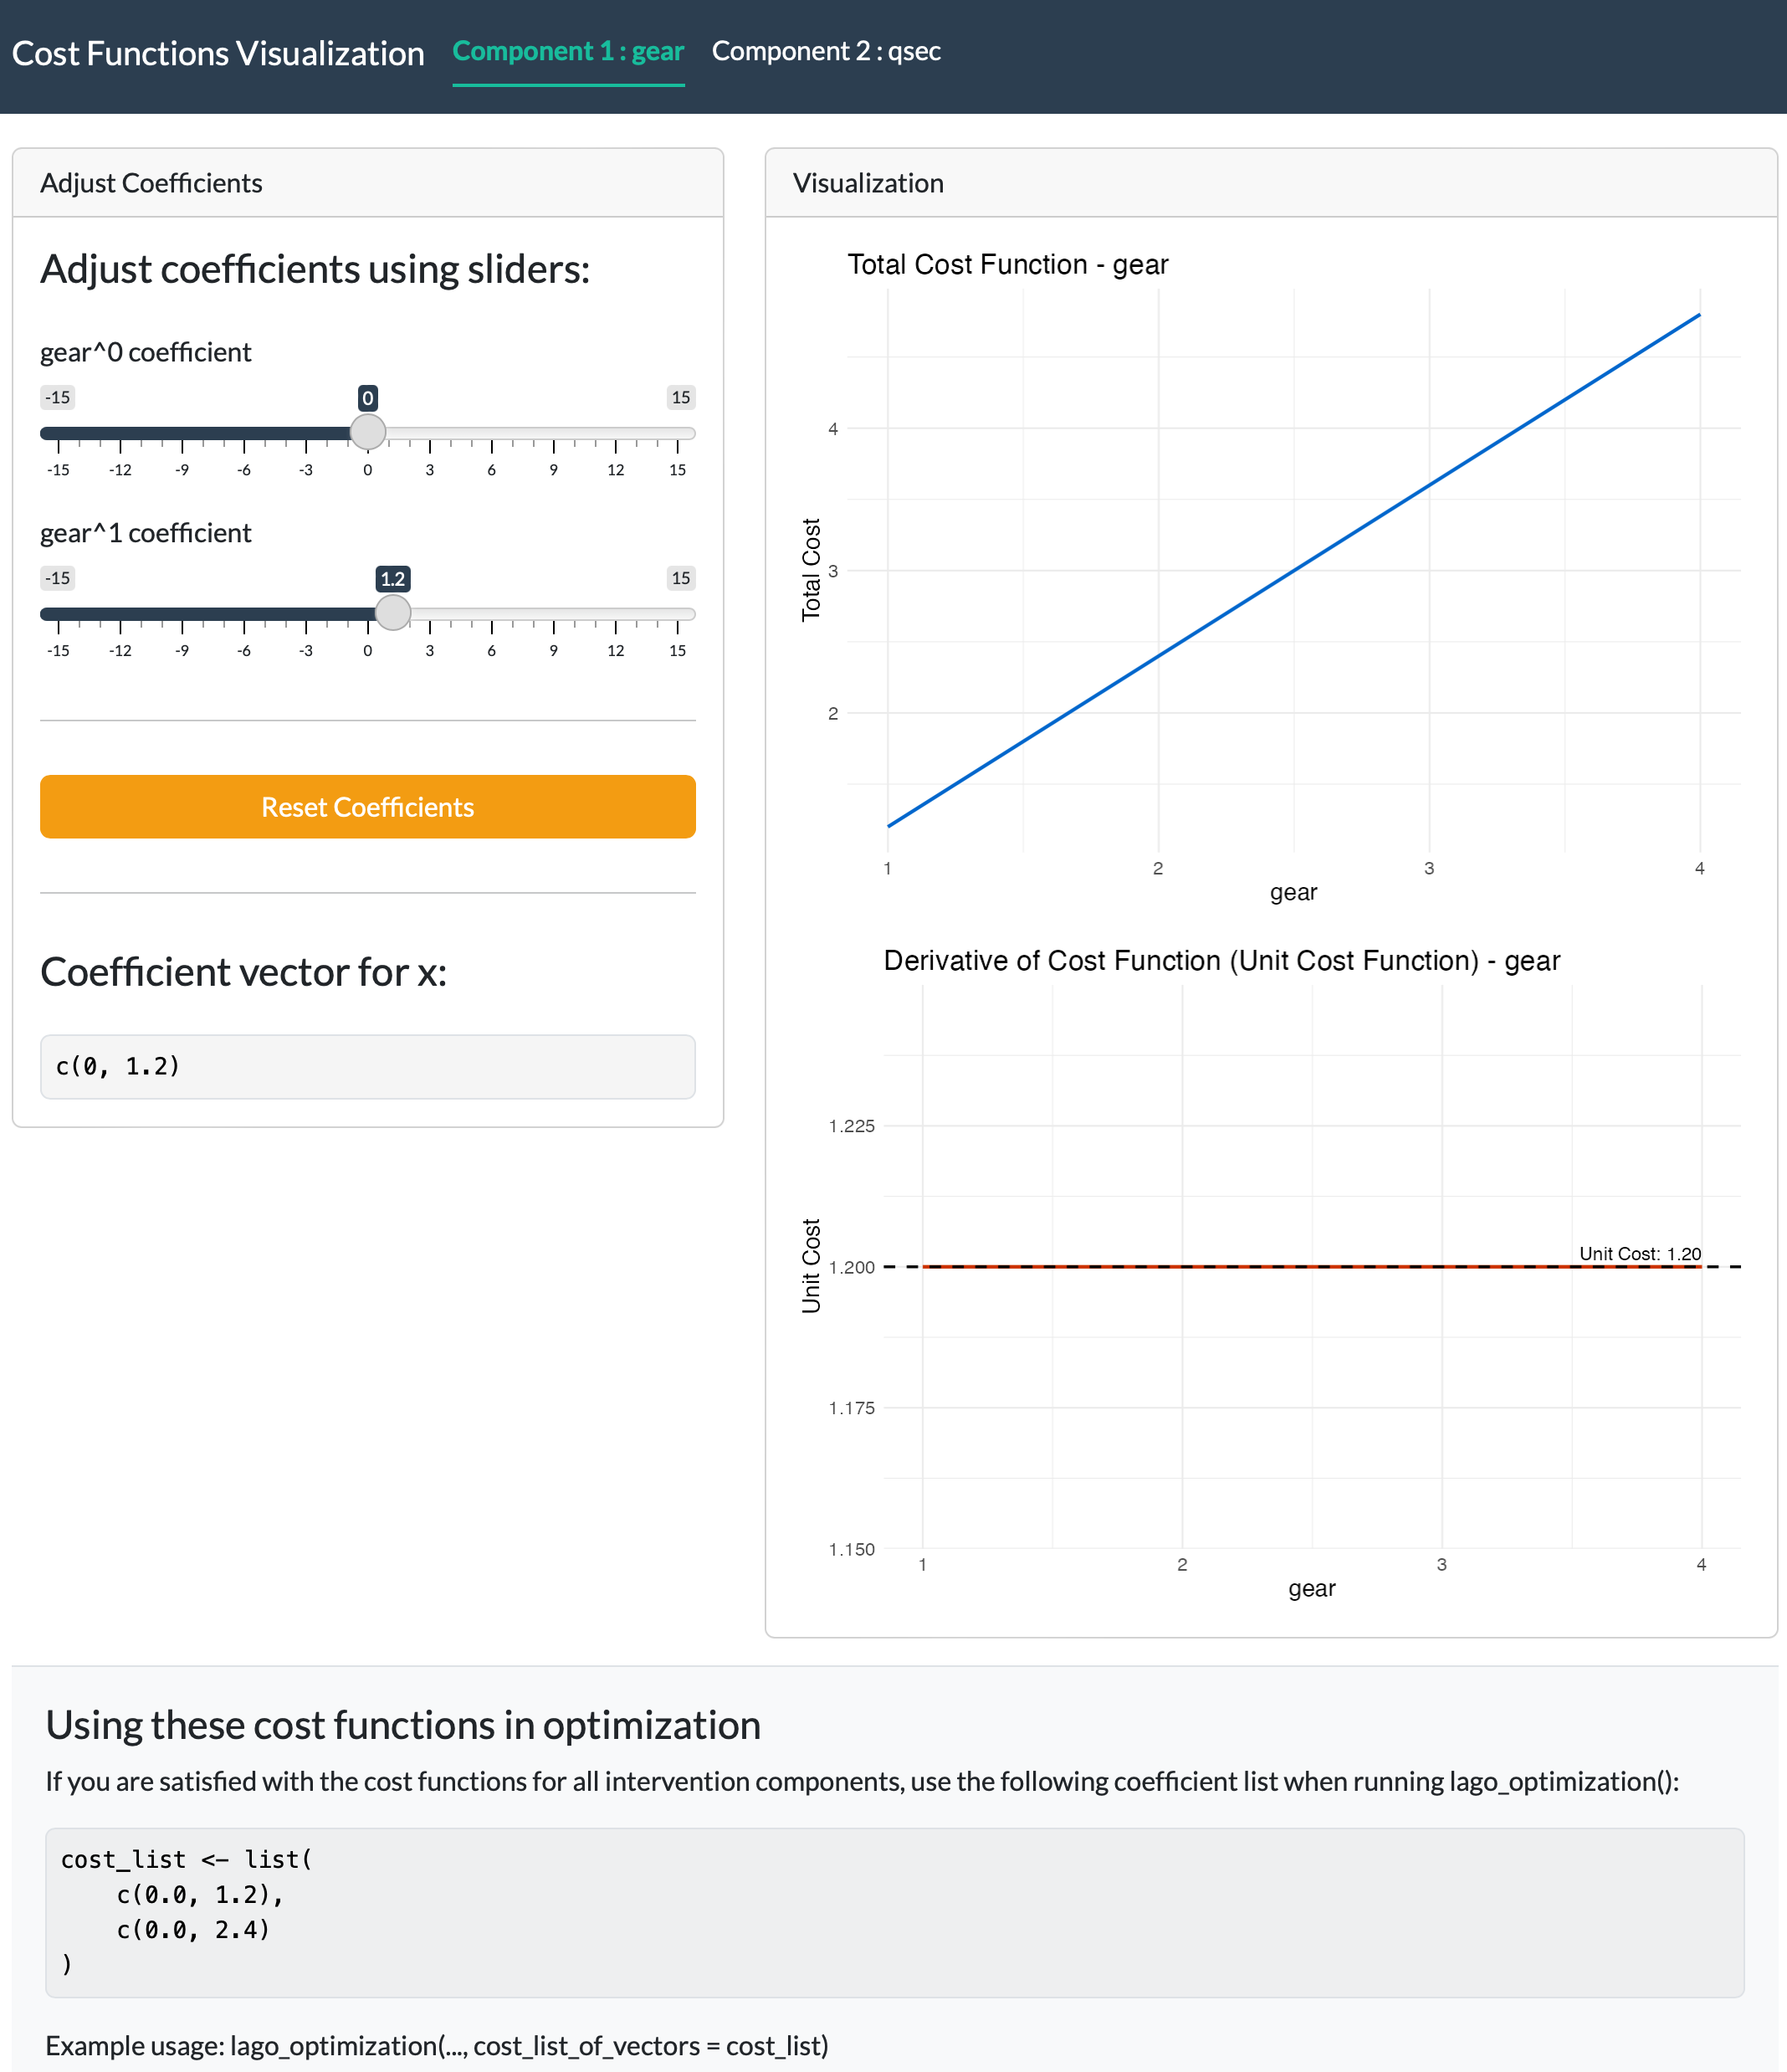 Cost Functions Visualization
Component 1 : gear
Component 2 : qsec
Adjust Coefficients
Adjust coefficients using sliders:
gear^0 coefficient
-15 0 15
-15 -12 -9 -6 -3 0 3 6 9 12 15
gear^1 coefficient
-15 1.2 15
-15 -12 -9 -6 -3 0 3 6 9 12 15
Reset Coefficients
Coefficient vector for x:
c(0, 1.2)
Visualization
Total Cost Function - gear
Total Cost
4
3
2
1 2 3 4
gear
Derivative of Cost Function (Unit Cost Function) - gear
Unit Cost
1.225
1.200
1.175
1.150
Unit Cost: 1.20
1 2 3 4
gear
Using these cost functions in optimization
If you are satisfied with the cost functions for all intervention components, use the following coefficient list when running lago_optimization():
cost_list <- list(
    c(0.0, 1.2),
    c(0.0, 2.4)
)
Example usage: lago_optimization(..., cost_list_of_vectors = cost_list)